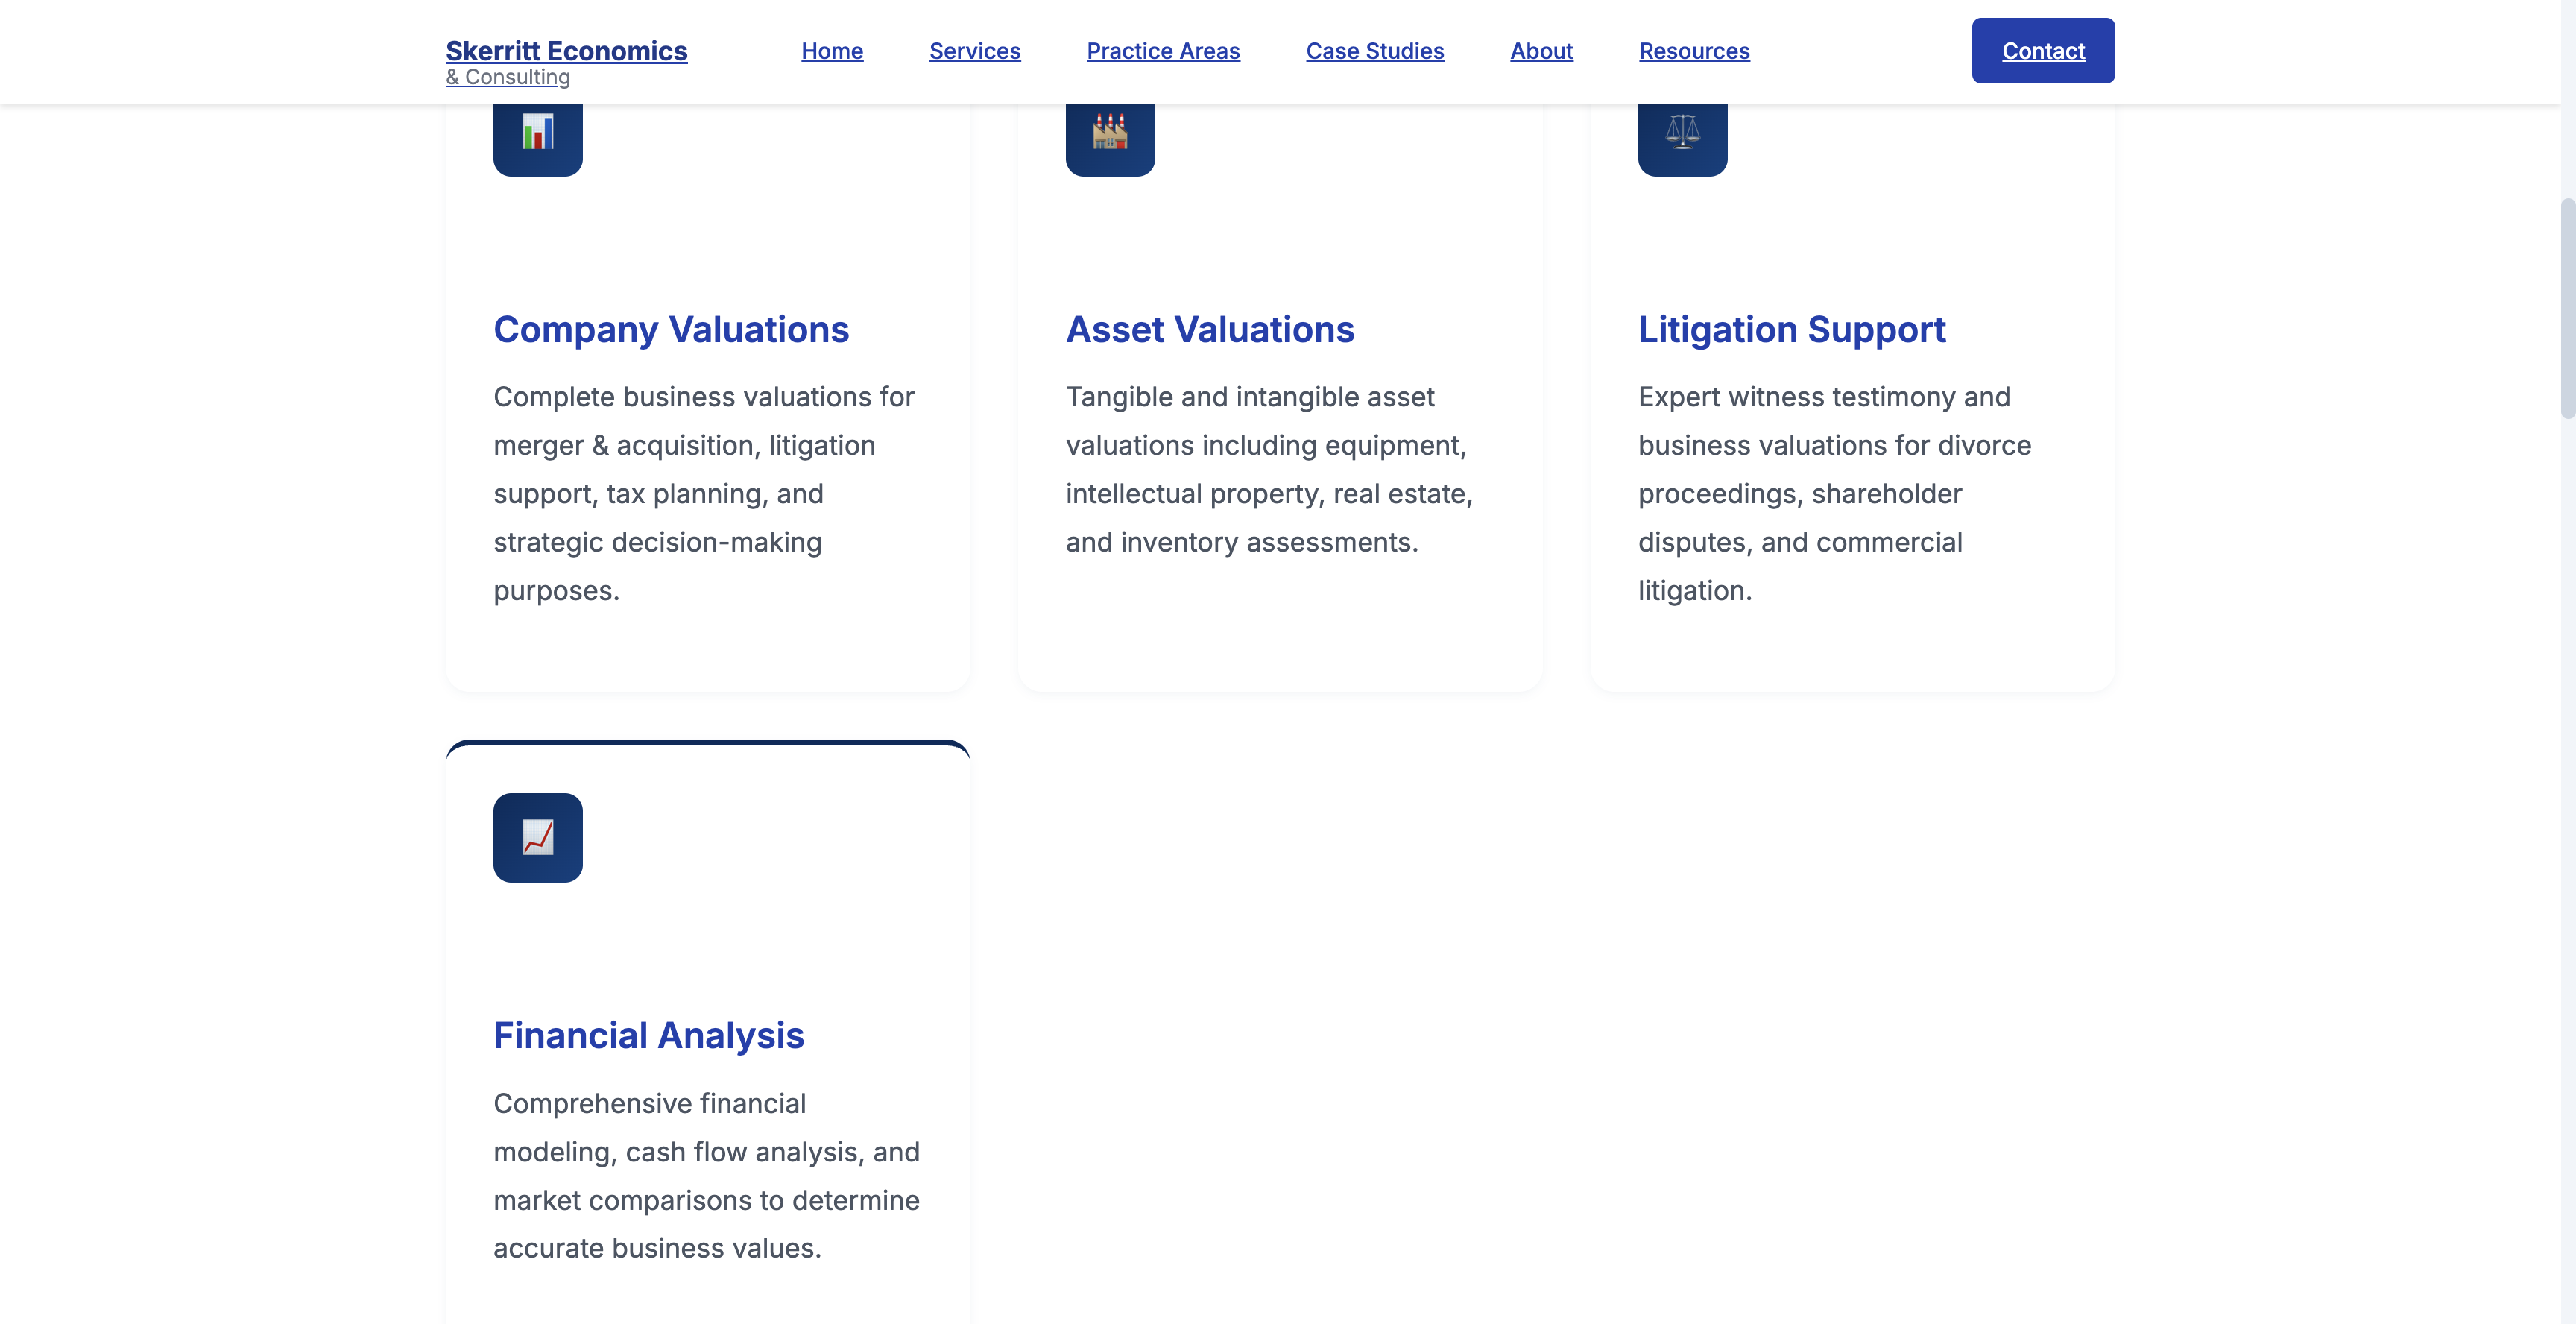 Skerritt Economics
& Consulting
Home
Services
Practice Areas
Case Studies
About
Resources
Contact
Company Valuations
Complete business valuations for
merger & acquisition, litigation
support, tax planning, and
strategic decision-making
purposes.
Asset Valuations
Tangible and intangible asset
valuations including equipment,
intellectual property, real estate,
and inventory assessments.
Litigation Support
Expert witness testimony and
business valuations for divorce
proceedings, shareholder
disputes, and commercial
litigation.
Financial Analysis
Comprehensive financial
modeling, cash flow analysis, and
market comparisons to determine
accurate business values.